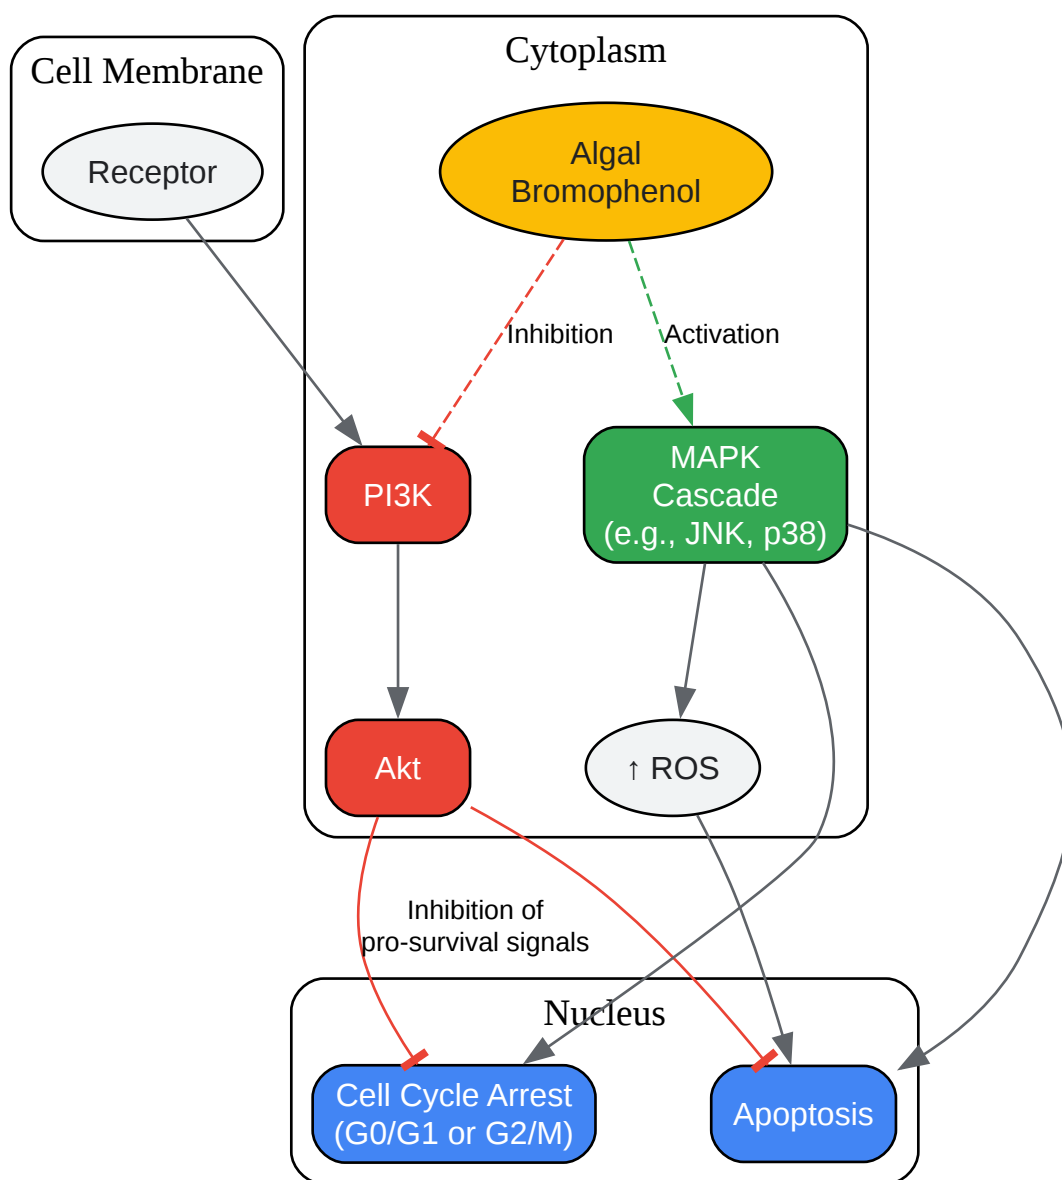 Cell Membrane
Receptor
Cytoplasm
Algal
Bromophenol
Inhibition
Activation
PI3K
MAPK
Cascade
(e.g., JNK, p38)
Akt
↑ ROS
Inhibition of
pro-survival signals
Nucleus
Cell Cycle Arrest
(G0/G1 or G2/M)
Apoptosis